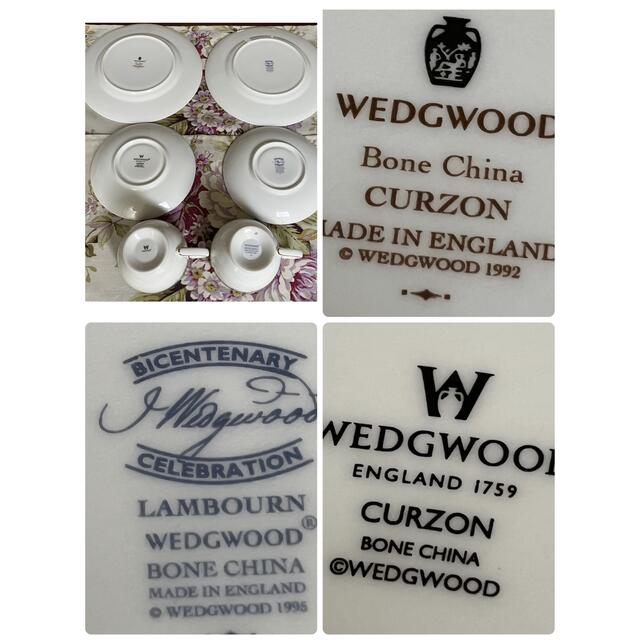 WEDGWOOD
Bone China
CURZON
MADE IN ENGLAND
© WEDGWOOD 1992
BICENTENARY
J Wedgwood
CELEBRATION
LAMBOURN
WEDGWOOD®
BONE CHINA
MADE IN ENGLAND
© WEDGWOOD 1995
W
WEDGWOOD
ENGLAND 1759
CURZON
BONE CHINA
©WEDGWOOD